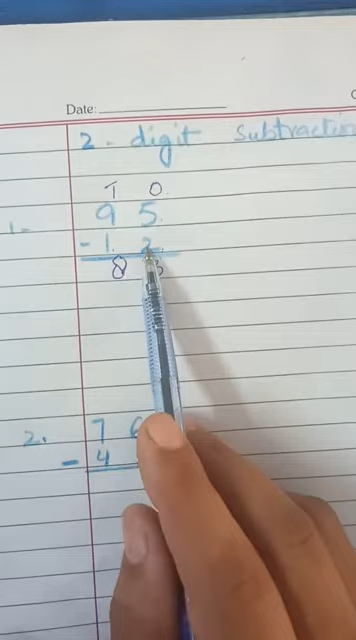 Date:
2 - digit Subtraction
T O
1- 9 5
- 1 2
8 3
2. 7 6
- 4